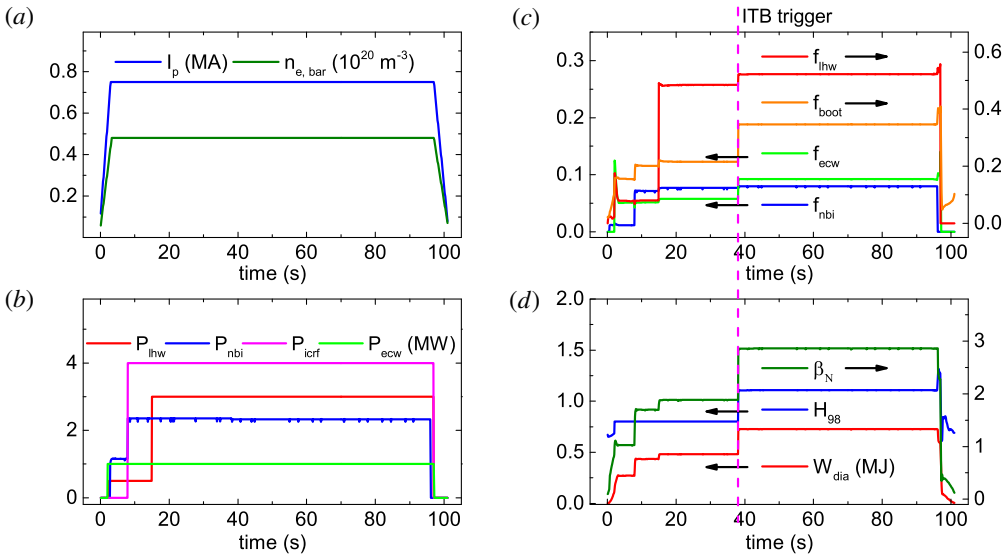 (a)
I_p (MA) n_e, bar (10^20 m^-3)
0.8
0.6
0.4
0.2
0 20 40 60 80 100
time (s)
(b)
P_lhw P_nbi P_icrf P_ecw (MW)
4
2
0
0 20 40 60 80 100
time (s)
ITB trigger
(c)
f_lhw
f_boot
f_ecw
f_nbi
0.3
0.2
0.1
0.0
0.6
0.4
0.2
0.0
0 20 40 60 80 100
time (s)
(d)
β_N
H_98
W_dia (MJ)
2.0
1.5
1.0
0.5
0.0
3
2
1
0
0 20 40 60 80 100
time (s)